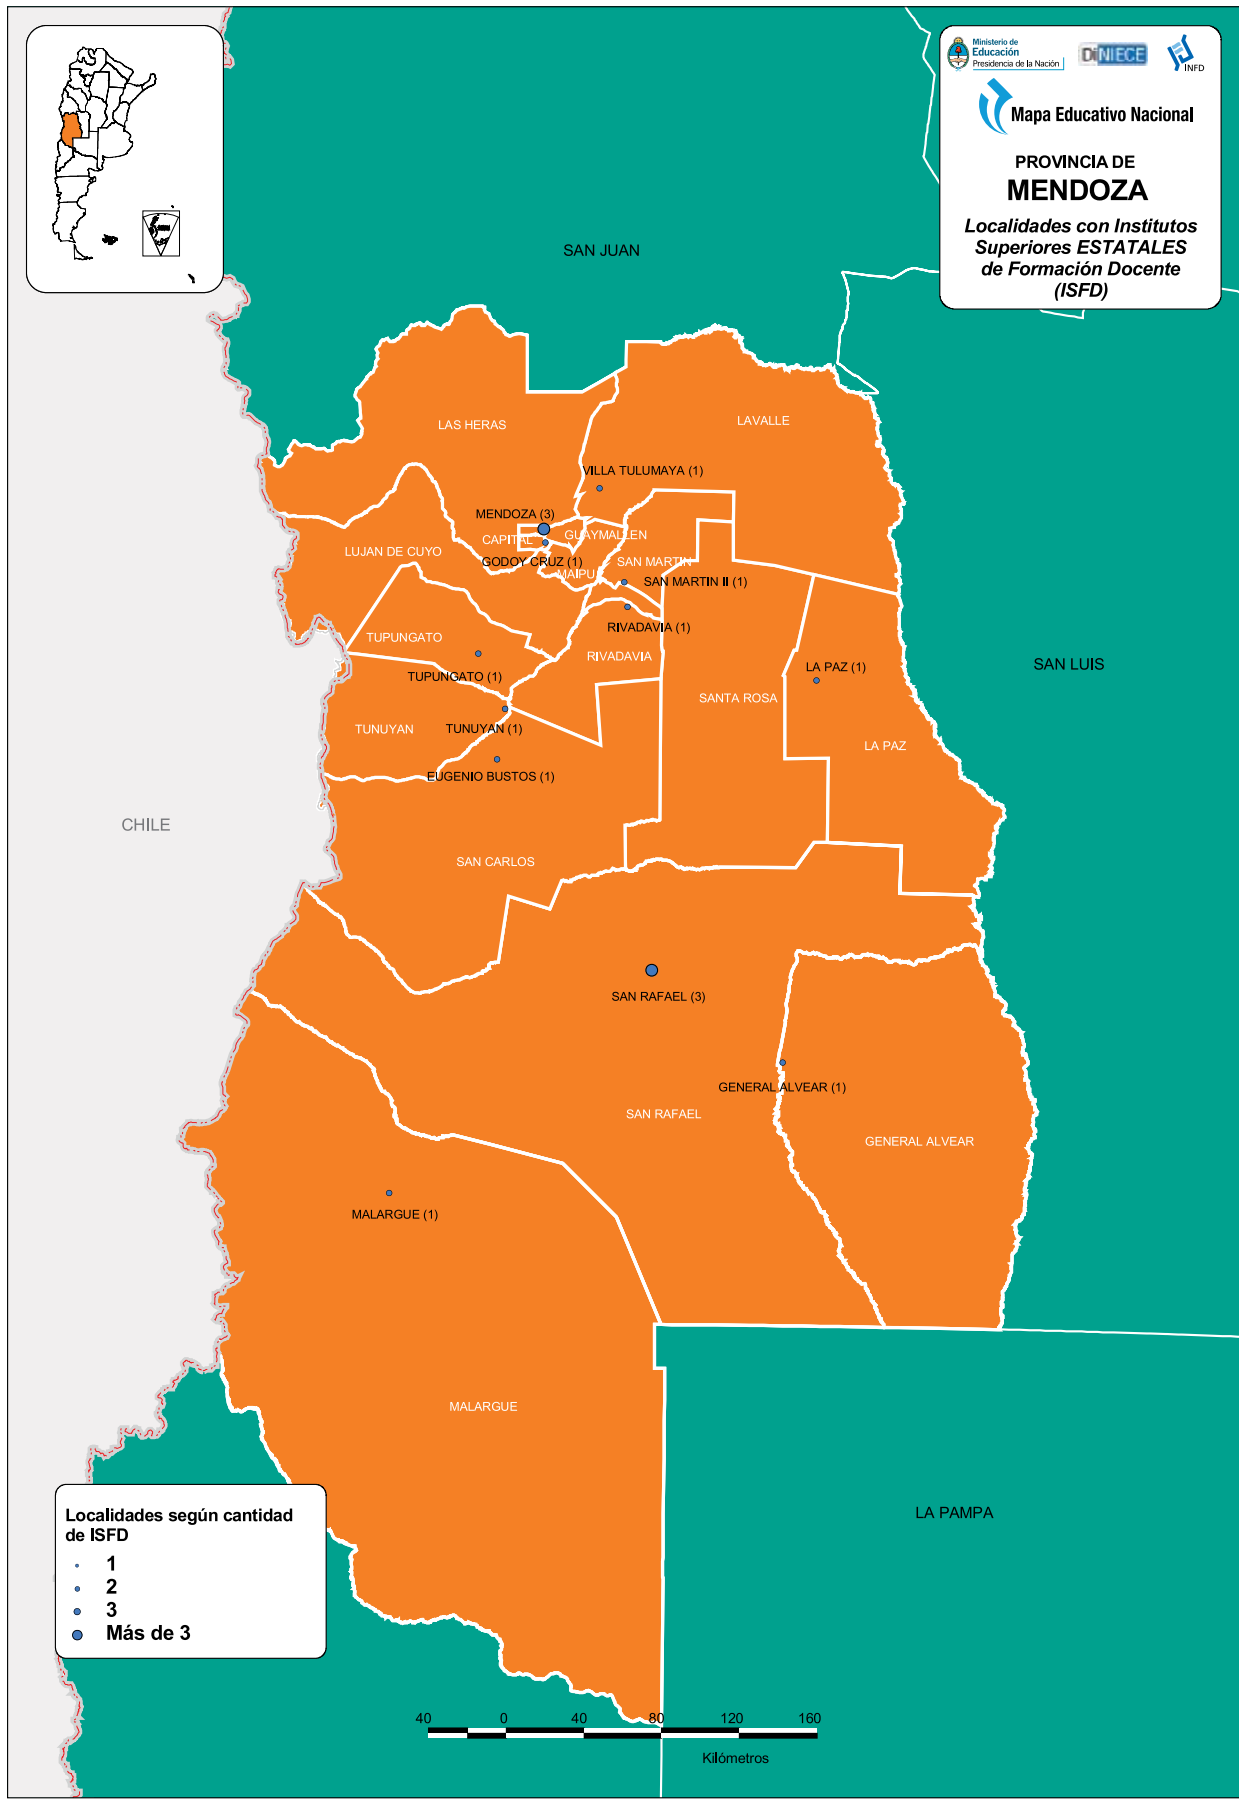 Ministerio de
Educación
Presidencia de la Nación
DiNIECE
INFD
Mapa Educativo Nacional
PROVINCIA DE
MENDOZA
Localidades con Institutos
Superiores ESTATALES
de Formación Docente
(ISFD)
SAN JUAN
LAS HERAS
LAVALLE
VILLA TULUMAYA (1)
MENDOZA (3)
CAPITAL
GUAYMALLEN
LUJAN DE CUYO
GODOY CRUZ (1)
SAN MARTIN
MAIPU
SAN MARTIN II (1)
RIVADAVIA (1)
TUPUNGATO
RIVADAVIA
LA PAZ (1)
SAN LUIS
TUPUNGATO (1)
SANTA ROSA
TUNUYAN
TUNUYAN (1)
LA PAZ
EUGENIO BUSTOS (1)
CHILE
SAN CARLOS
SAN RAFAEL (3)
GENERAL ALVEAR (1)
SAN RAFAEL
GENERAL ALVEAR
MALARGUE (1)
MALARGUE
LA PAMPA
Localidades según cantidad
de ISFD
1
2
3
Más de 3
40 0 40 80 120 160
Kilómetros